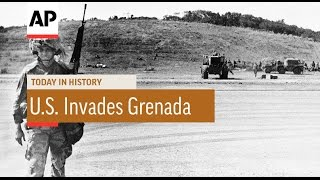 AP
TODAY IN HISTORY
U.S. Invades Grenada